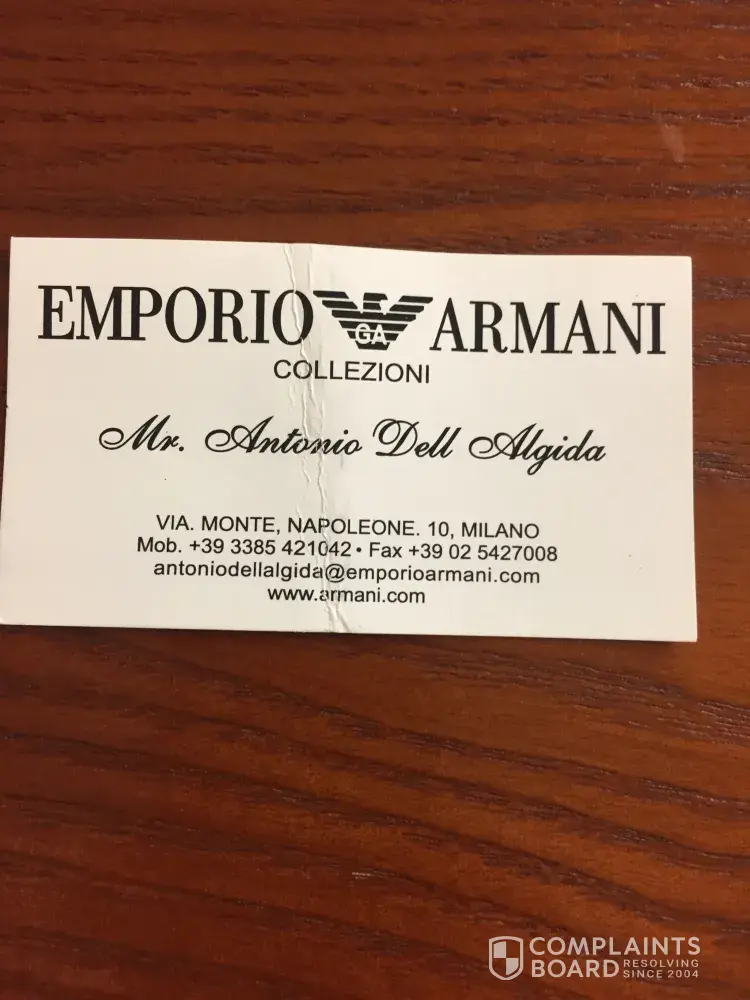 EMPORIO GA ARMANI
COLLEZIONI
Mr. Antonio Dell Algida
VIA. MONTE, NAPOLEONE. 10, MILANO
Mob. +39 3385 421042 • Fax +39 02 5427008
antoniodellalgida@emporioarmani.com
www.armani.com
COMPLAINTS
BOARD RESOLVING
SINCE 2004